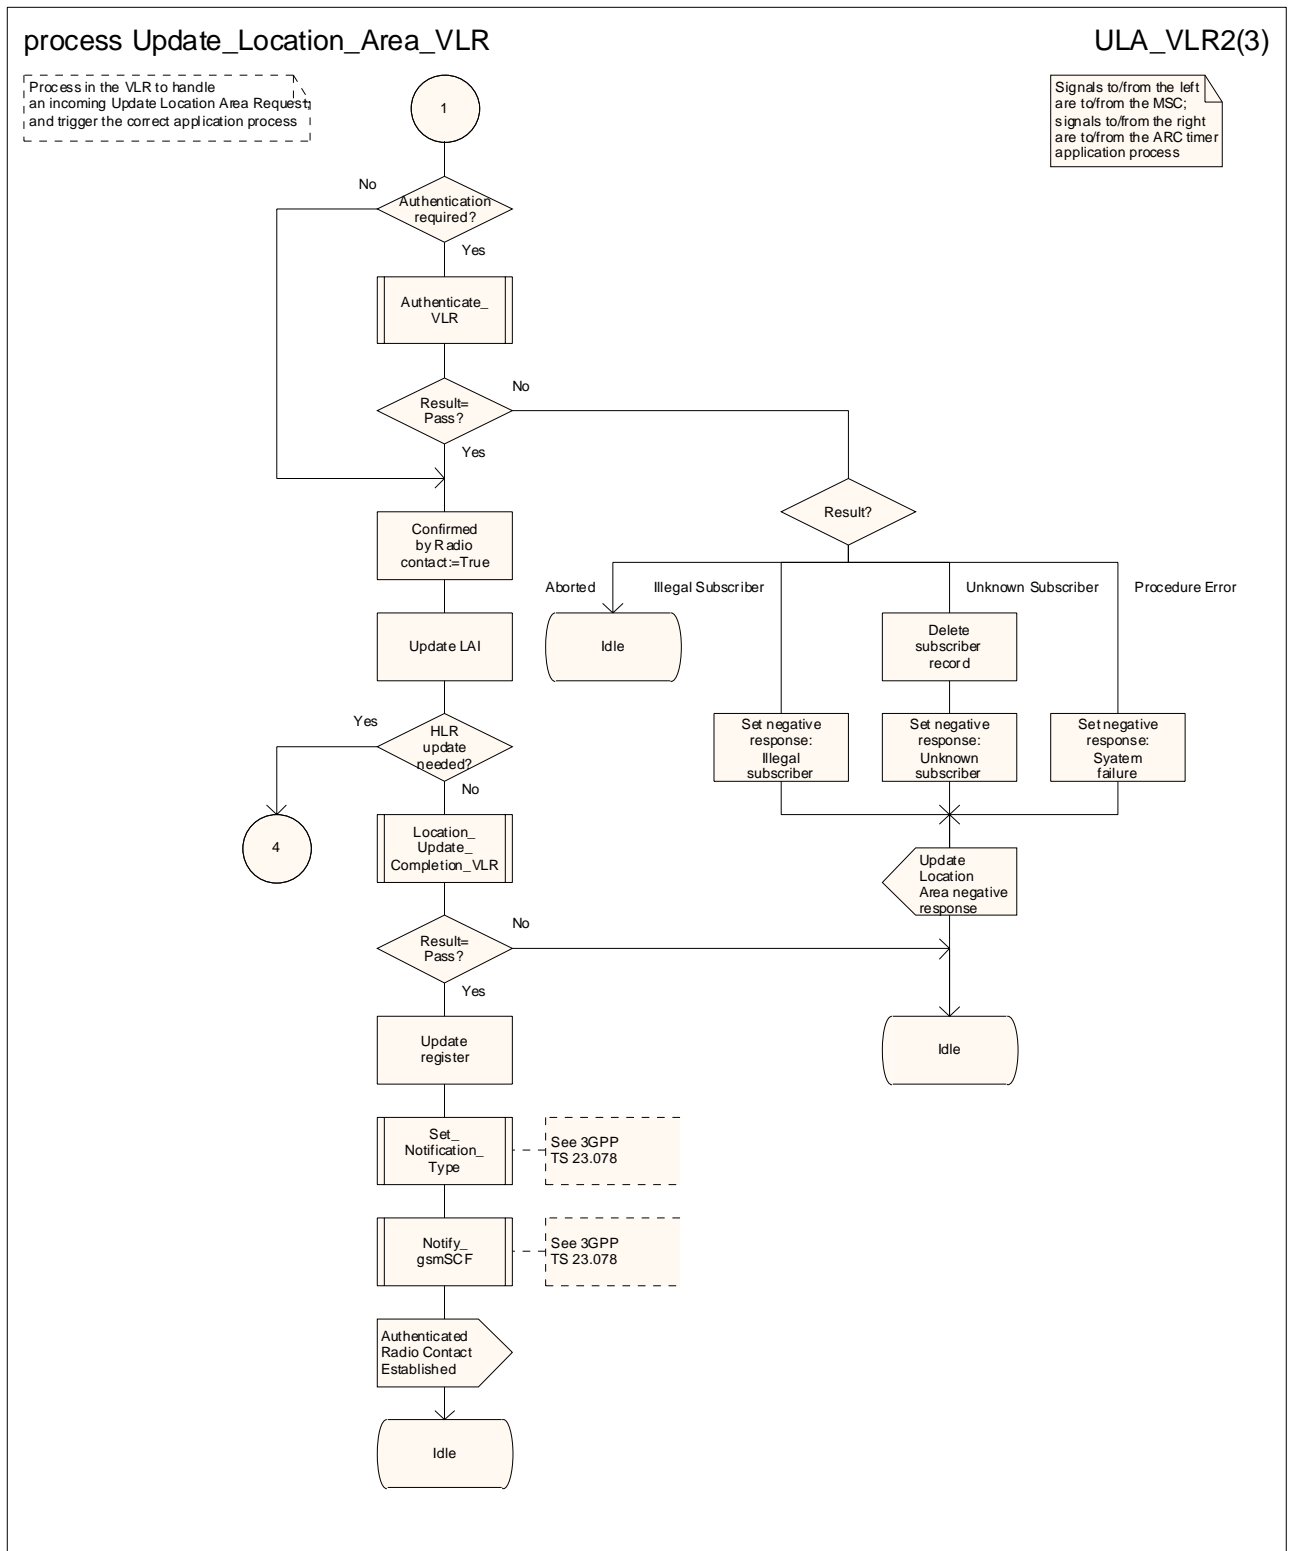 process Update_Location_Area_VLR
ULA_VLR2(3)
Process in the VLR to handle
an incoming Update Location Area Request
and trigger the correct application process
1
Signals to/from the left
are to/from the MSC;
signals to/from the right
are to/from the ARC timer
application process
No
Authentication
required?
Yes
Authenticate_
VLR
No
Result=
Pass?
Yes
Result?
Confirmed
by Radio
contact:=True
Aborted
Illegal Subscriber
Unknown Subscriber
Procedure Error
Update LAI
Idle
Delete
subscriber
record
Yes
HLR
update
needed?
No
Set negative
response:
Illegal
subscriber
Set negative
response:
Unknown
subscriber
Set negative
response:
Syatem
failure
4
Location_
Update_
Completion_VLR
Update
Location
Area negative
response
No
Result=
Pass?
Yes
Update
register
Idle
Set_
Notification_
Type
See 3GPP
TS 23.078
Notify_
gsmSCF
See 3GPP
TS 23.078
Authenticated
Radio Contact
Established
Idle